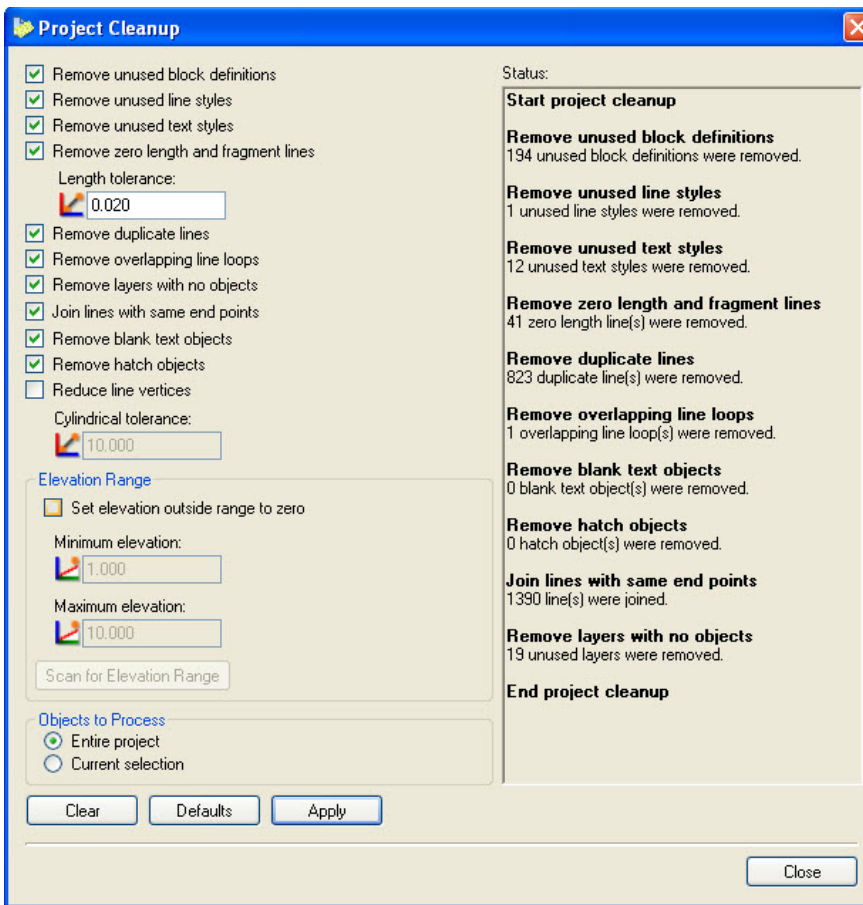 Project Cleanup
Remove unused block definitions
Remove unused line styles
Remove unused text styles
Remove zero length and fragment lines
Length tolerance:
0.020
Remove duplicate lines
Remove overlapping line loops
Remove layers with no objects
Join lines with same end points
Remove blank text objects
Remove hatch objects
Reduce line vertices
Cylindrical tolerance:
10.000
Elevation Range
Set elevation outside range to zero
Minimum elevation:
1.000
Maximum elevation:
10.000
Scan for Elevation Range
Objects to Process
Entire project
Current selection
Clear
Defaults
Apply
Status:
Start project cleanup
Remove unused block definitions
194 unused block definitions were removed.
Remove unused line styles
1 unused line styles were removed.
Remove unused text styles
12 unused text styles were removed.
Remove zero length and fragment lines
41 zero length line(s) were removed.
Remove duplicate lines
823 duplicate line(s) were removed.
Remove overlapping line loops
1 overlapping line loop(s) were removed.
Remove blank text objects
0 blank text object(s) were removed.
Remove hatch objects
0 hatch object(s) were removed.
Join lines with same end points
1390 line(s) were joined.
Remove layers with no objects
19 unused layers were removed.
End project cleanup
Close